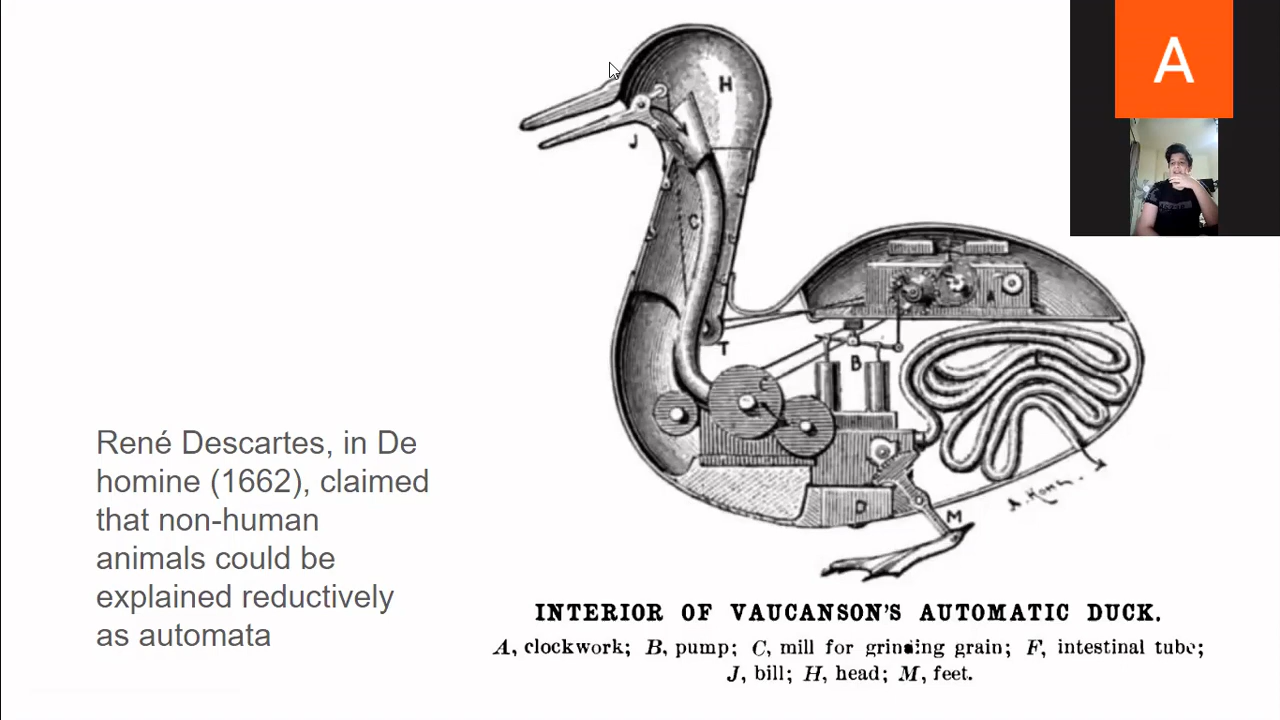 A
H
J
C
A
T
B
C
René Descartes, in De
homine (1662), claimed
that non-human
animals could be
explained reductively
as automata
D
M
INTERIOR OF VAUCANSON'S AUTOMATIC DUCK.
A, clockwork; B, pump; C, mill for grinding grain; F, intestinal tube;
J, bill; H, head; M, feet.